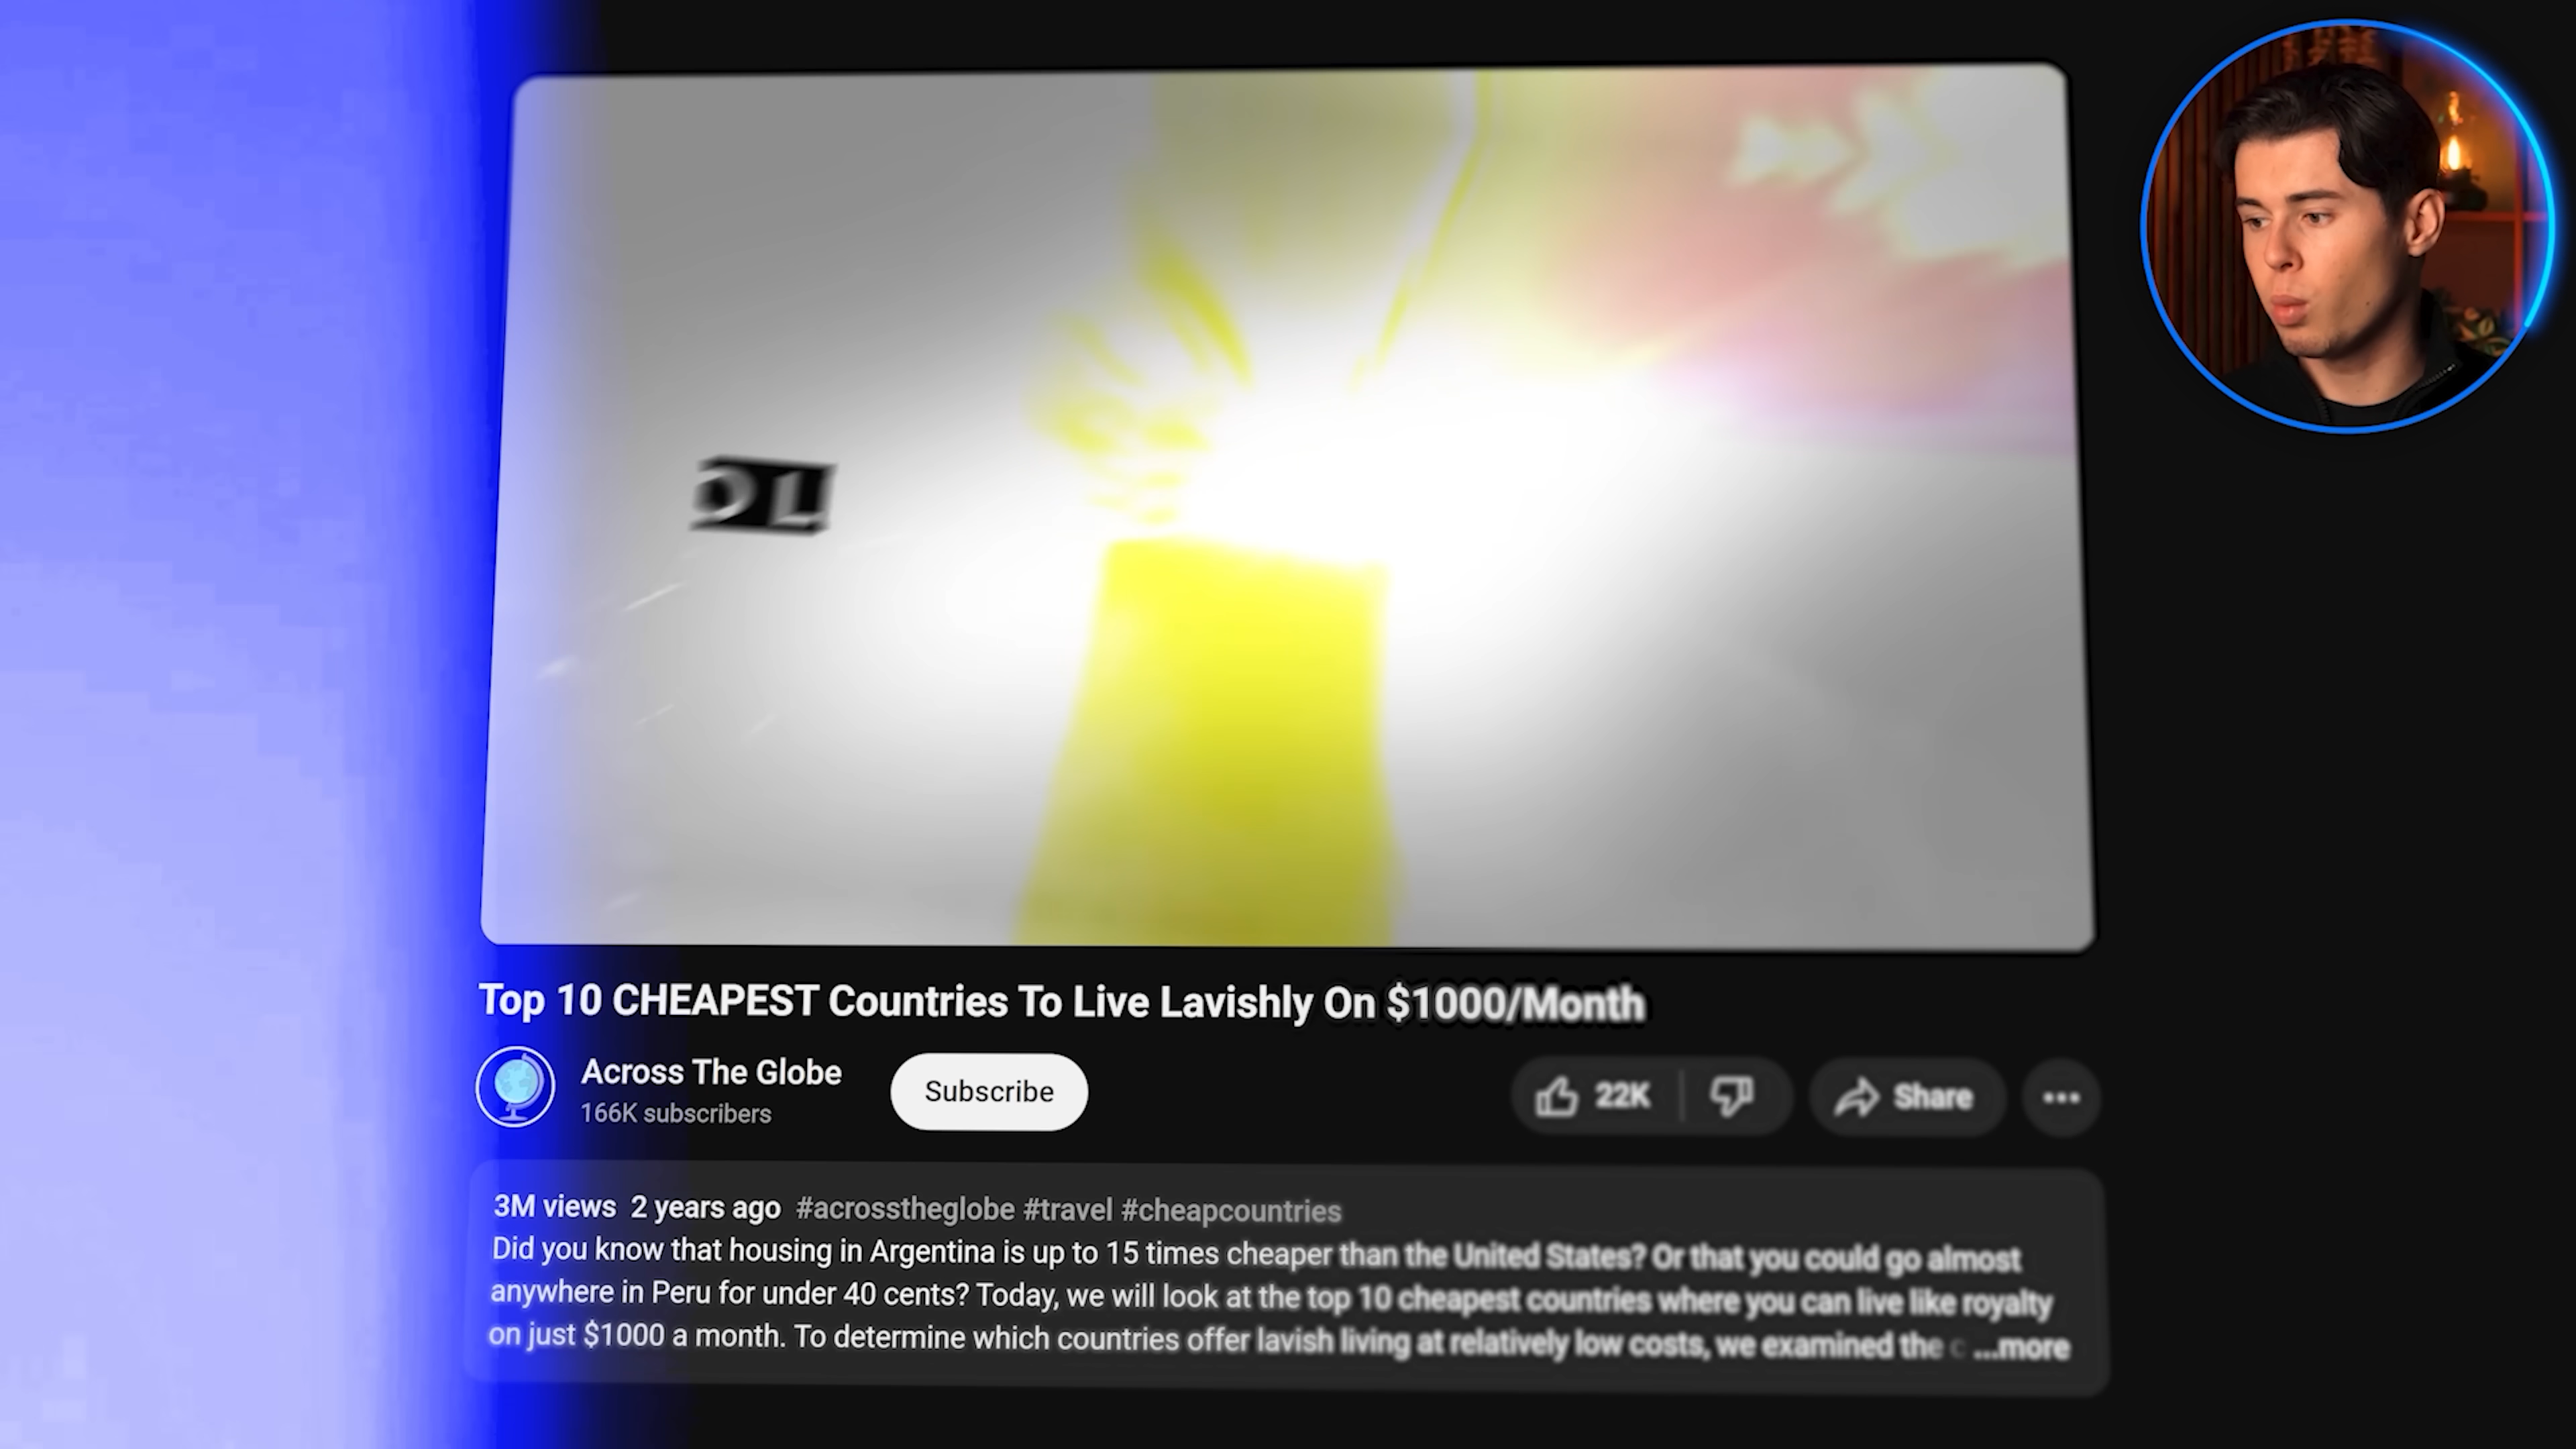 Top 10 CHEAPEST Countries To Live Lavishly On $1000/Month
Across The Globe
166K subscribers
Subscribe
22K
Share
3M views 2 years ago #acrosstheglobe #travel #cheapcountries
Did you know that housing in Argentina is up to 15 times cheaper than the United States? Or that you could go almost
anywhere in Peru for under 40 cents? Today, we will look at the top 10 cheapest countries where you can live like royalty
on just $1000 a month. To determine which countries offer lavish living at relatively low costs, we examined the ...more